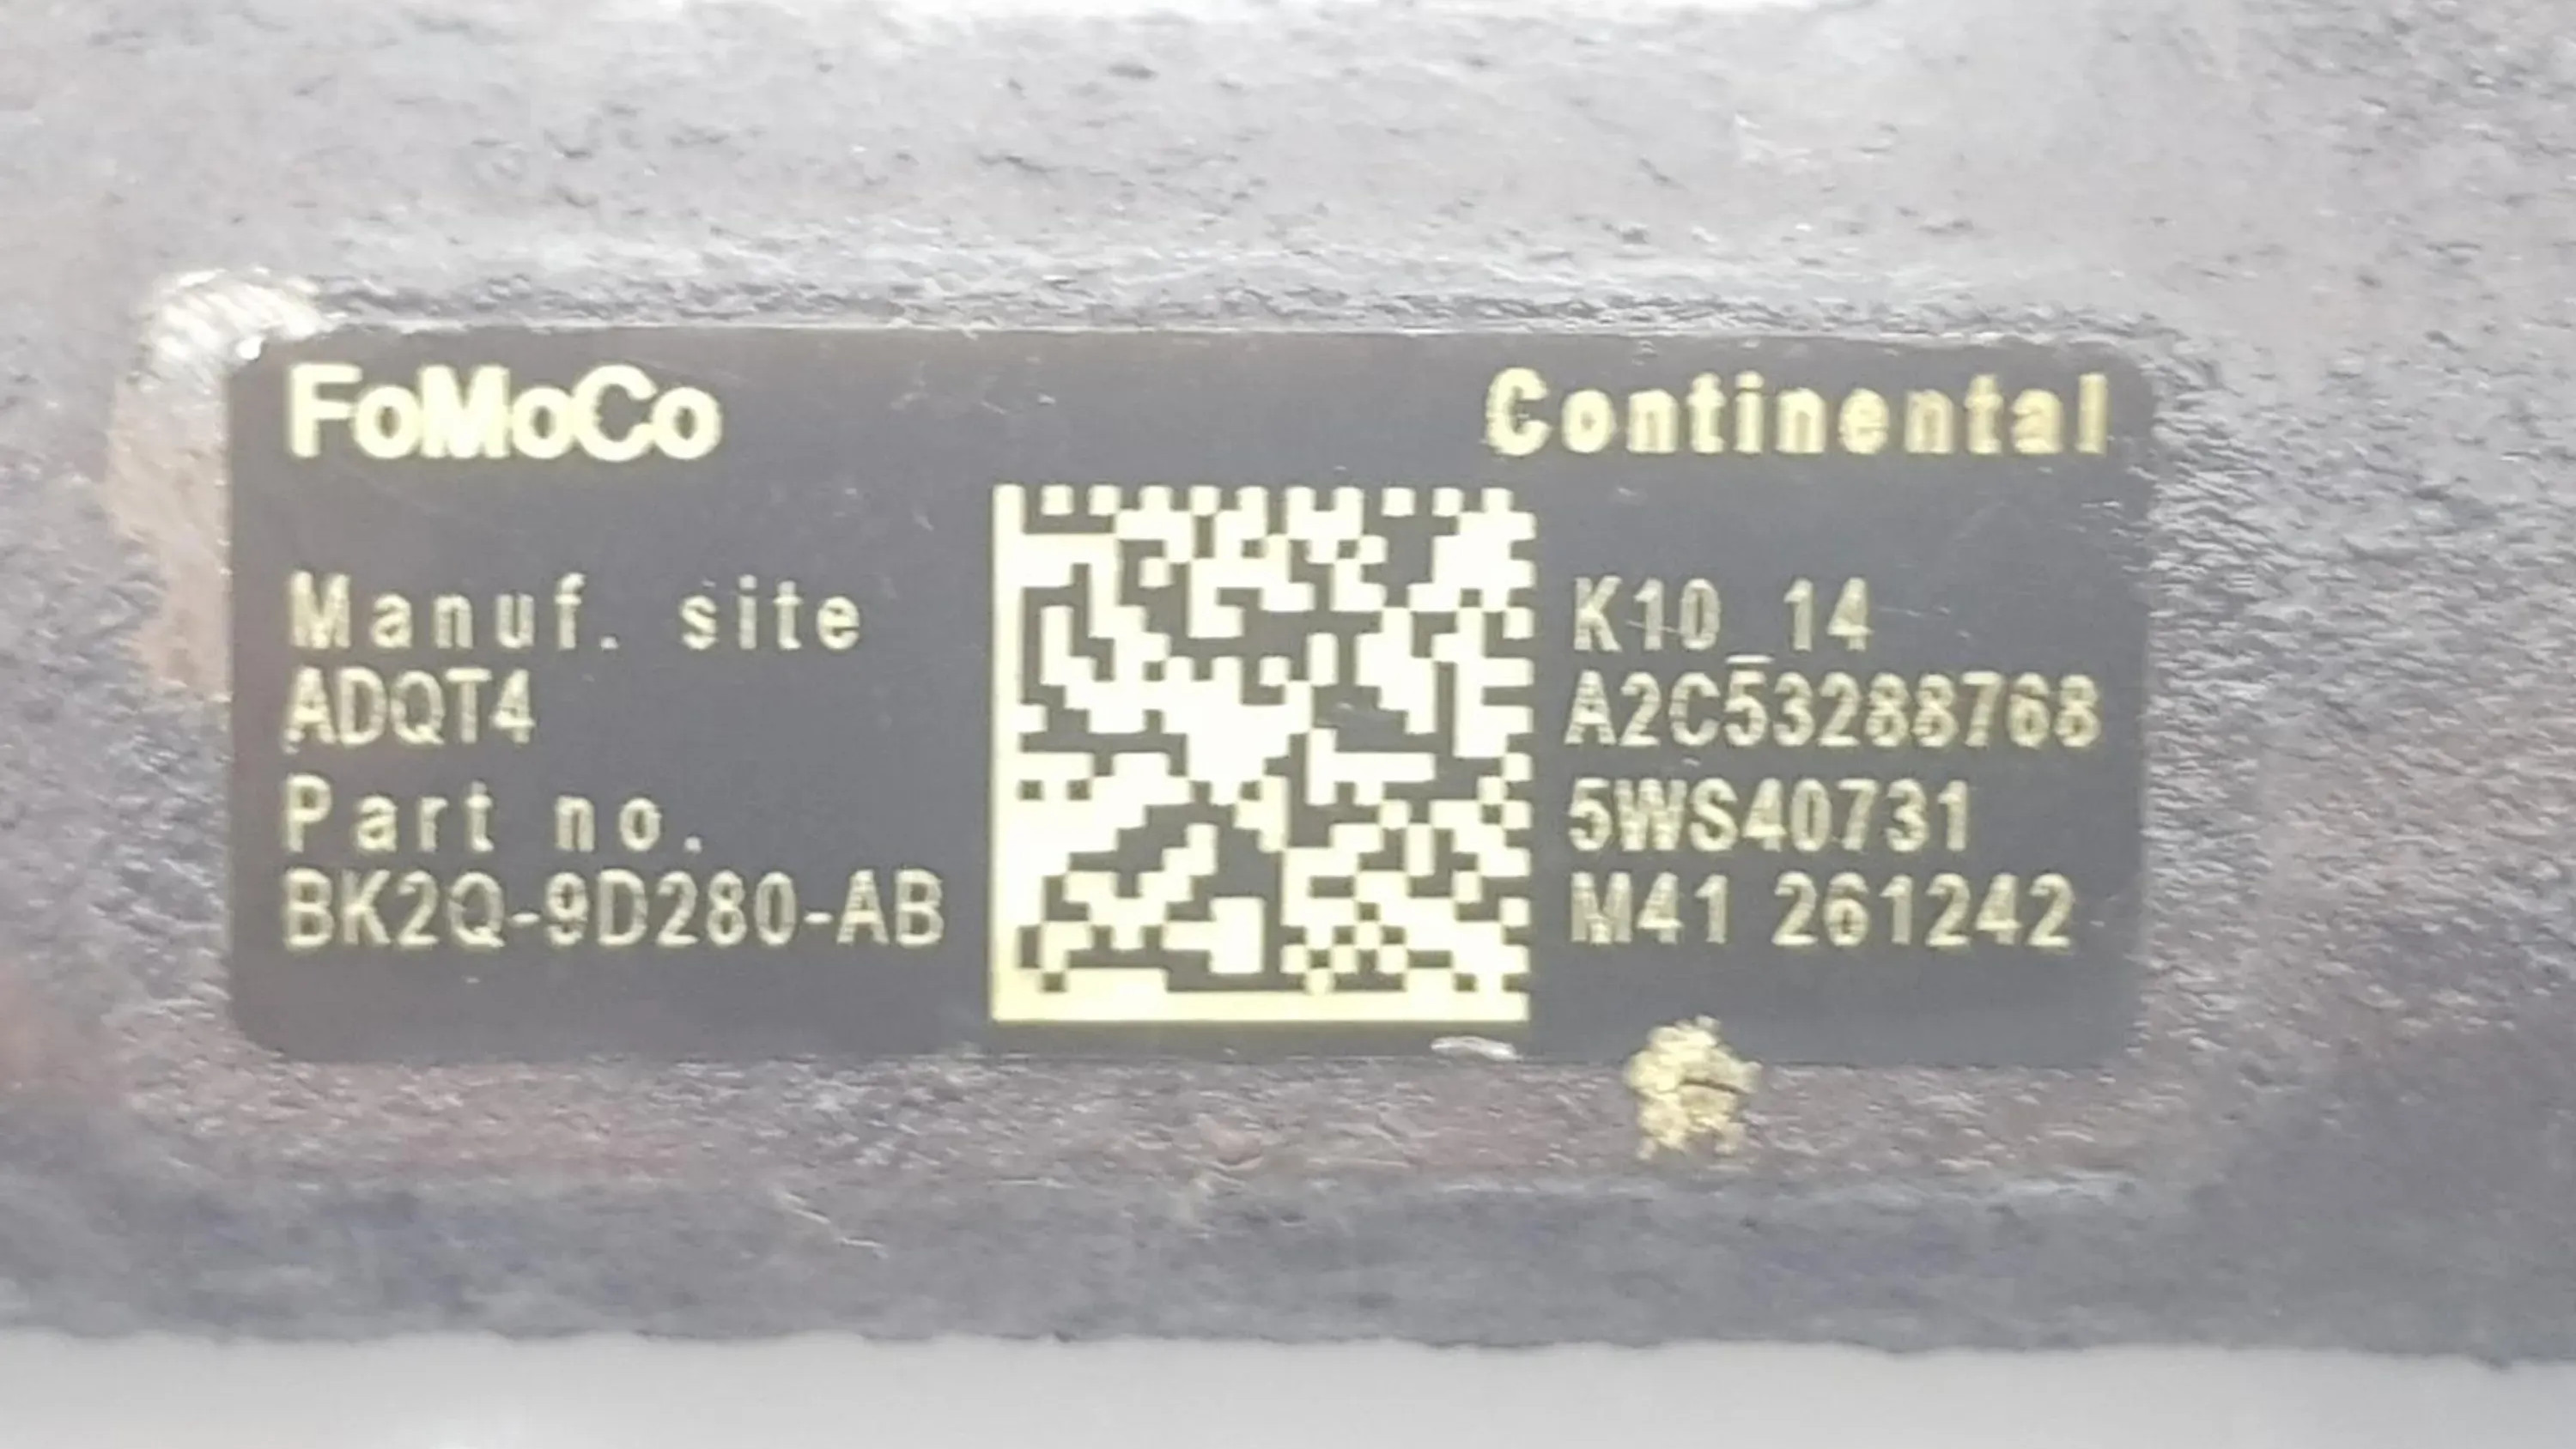 FoMoCo
Continental
Manuf. site
ADQT4
Part no.
BK2Q-9D280-AB
K10_14
A2C53288768
5WS40731
M41 261242